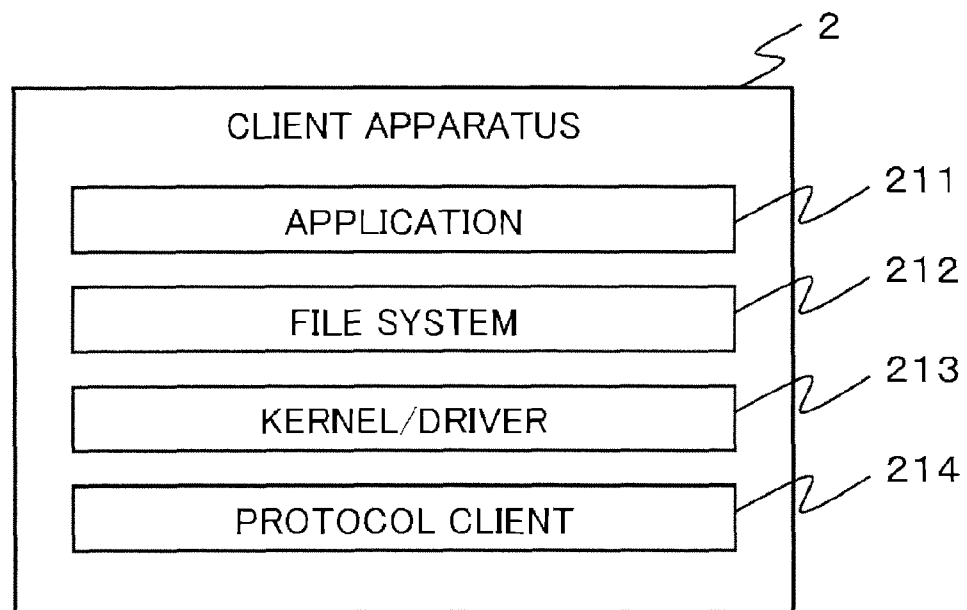 2
CLIENT APPARATUS
211
APPLICATION
212
FILE SYSTEM
213
KERNEL/DRIVER
214
PROTOCOL CLIENT